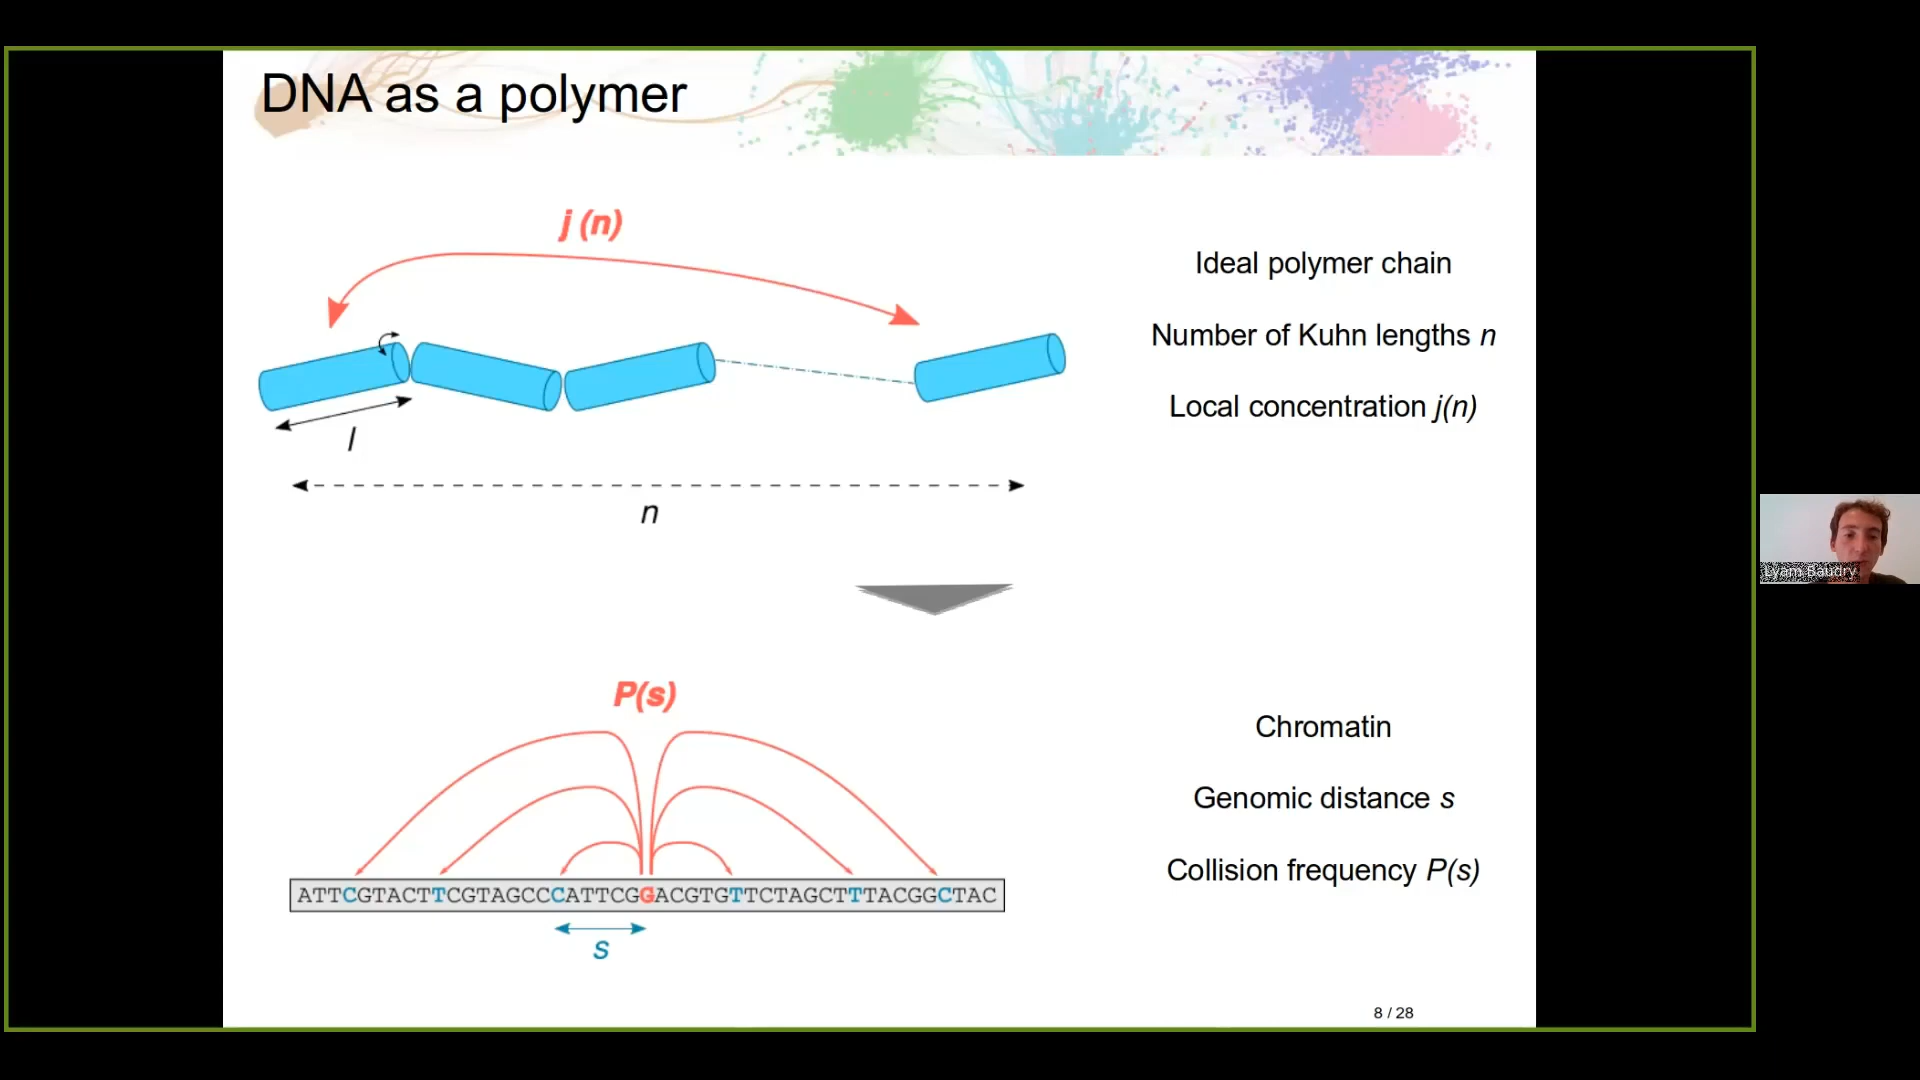 DNA as a polymer
j (n)
Ideal polymer chain
Number of Kuhn lengths n
Local concentration j(n)
l
n
Lyam Baudry
P(s)
Chromatin
Genomic distance s
Collision frequency P(s)
ATTCGTACTTCGTAGCCCATTCGGACGTGTTCTAGCTTTACGGCTAC
s
8 / 28